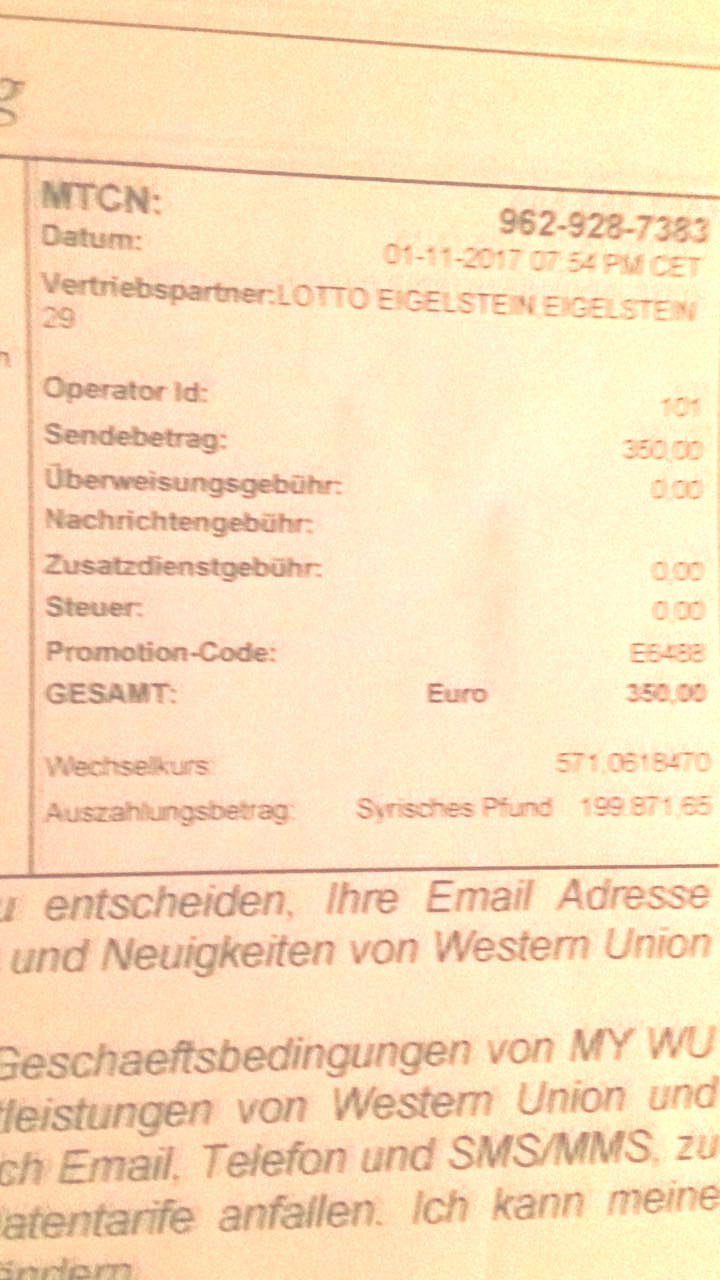 g
MTCN: 962-928-7383
Datum: 01-11-2017 07:54 PM CET
Vertriebspartner:LOTTO EIGELSTEIN EIGELSTEIN
29
Operator Id: 101
Sendebetrag: 350,00
Überweisungsgebühr: 0,00
Nachrichtengebühr:
Zusatzdienstgebühr: 0,00
Steuer: 0,00
Promotion-Code: E6488
GESAMT: Euro 350,00
Wechselkurs: 571,0618470
Auszahlungsbetrag: Syrisches Pfund 199.871,65
u entscheiden, Ihre Email Adresse
und Neuigkeiten von Western Union
Geschaeftsbedingungen von MY WU
tleistungen von Western Union und
ch Email, Telefon und SMS/MMS, zu
atentarife anfallen. Ich kann meine
ändern